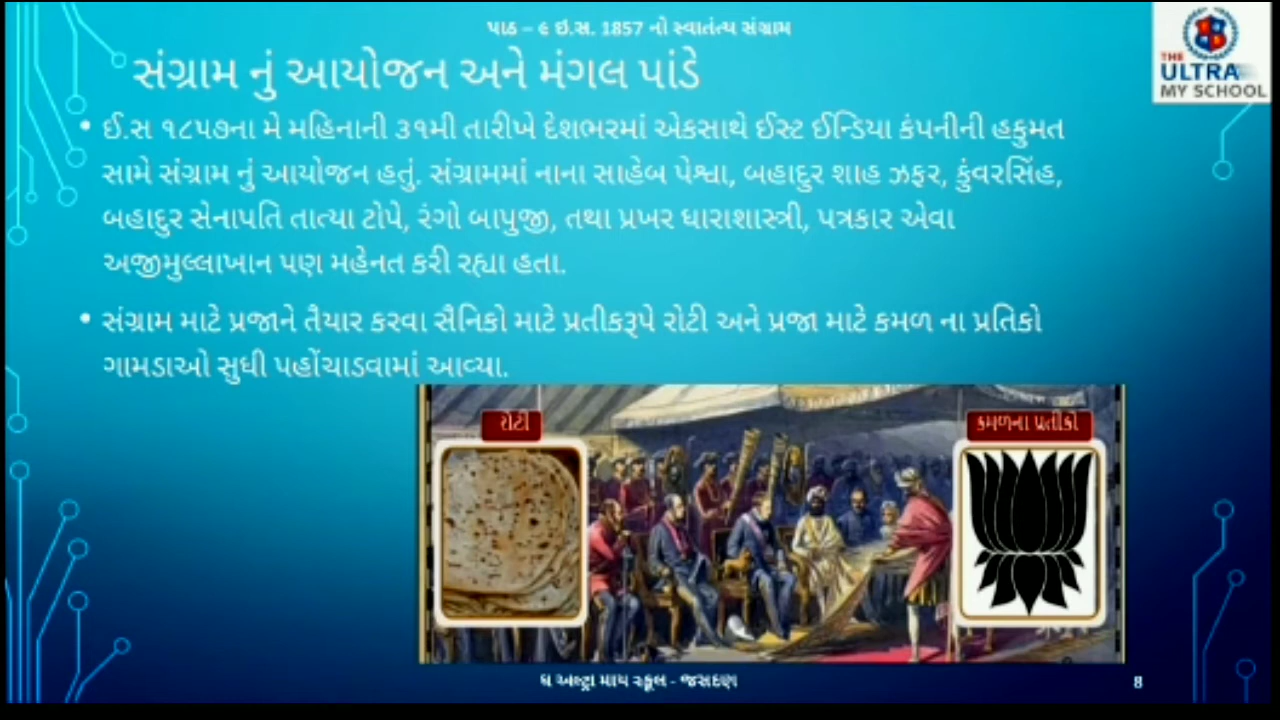 પાઠ – ૯ ઇ.સ. 1857 નો સ્વાતંત્ર્ય સંગ્રામ
THE
ULTRA
MY SCHOOL
સંગ્રામ નું આયોજન અને મંગલ પાંડે
• ઈ.સ ૧૮૫૭ના મે મહિનાની ૩૧મી તારીખે દેશભરમાં એકસાથે ઈસ્ટ ઈન્ડિયા કંપનીની હકુમત
સામે સંગ્રામ નું આયોજન હતું. સંગ્રામમાં નાના સાહેબ પેશ્વા, બહાદુર શાહ ઝફર, કુંવરસિંહ,
બહાદુર સેનાપતિ તાત્યા ટોપે, રંગો બાપુજી, તથા પ્રખર ધારાશાસ્ત્રી, પત્રકાર એવા
અજીમુલ્લાખાન પણ મહેનત કરી રહ્યા હતા.
• સંગ્રામ માટે પ્રજાને તૈયાર કરવા સૈનિકો માટે પ્રતીકરૂપે રોટી અને પ્રજા માટે કમળ ના પ્રતિકો
ગામડાઓ સુધી પહોંચાડવામાં આવ્યા.
રોટી
કમળના પ્રતીકો
ધ અલ્ટ્રા માય સ્કૂલ - જસદણ
8